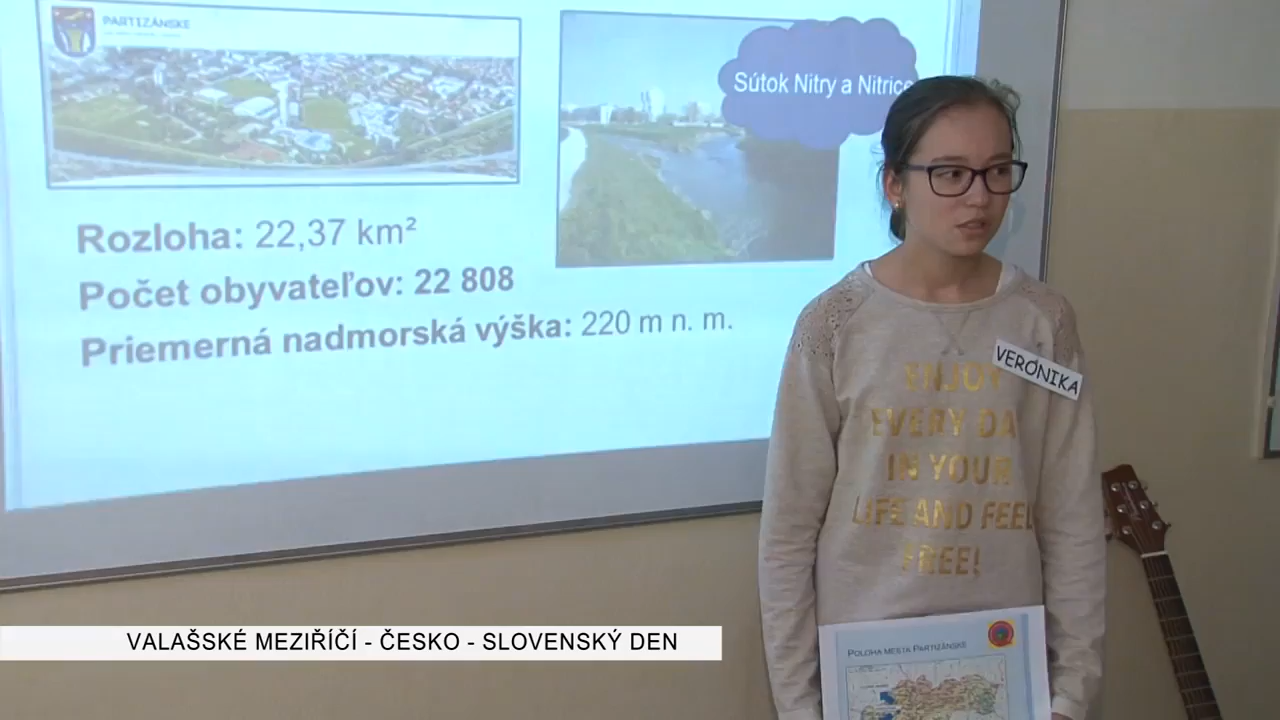 PARTIZÁNSKE
Sútok Nitry a Nitrice
Rozloha: 22,37 km²
Počet obyvateľov: 22 808
Priemerná nadmorská výška: 220 m n. m.
VERONIKA
ENJOY
EVERY DA
IN YOUR
LIFE AND FEEL
FREE!
POLOHA MESTA PARTIZÁNSKE
VALAŠSKÉ MEZIŘÍČÍ - ČESKO - SLOVENSKÝ DEN